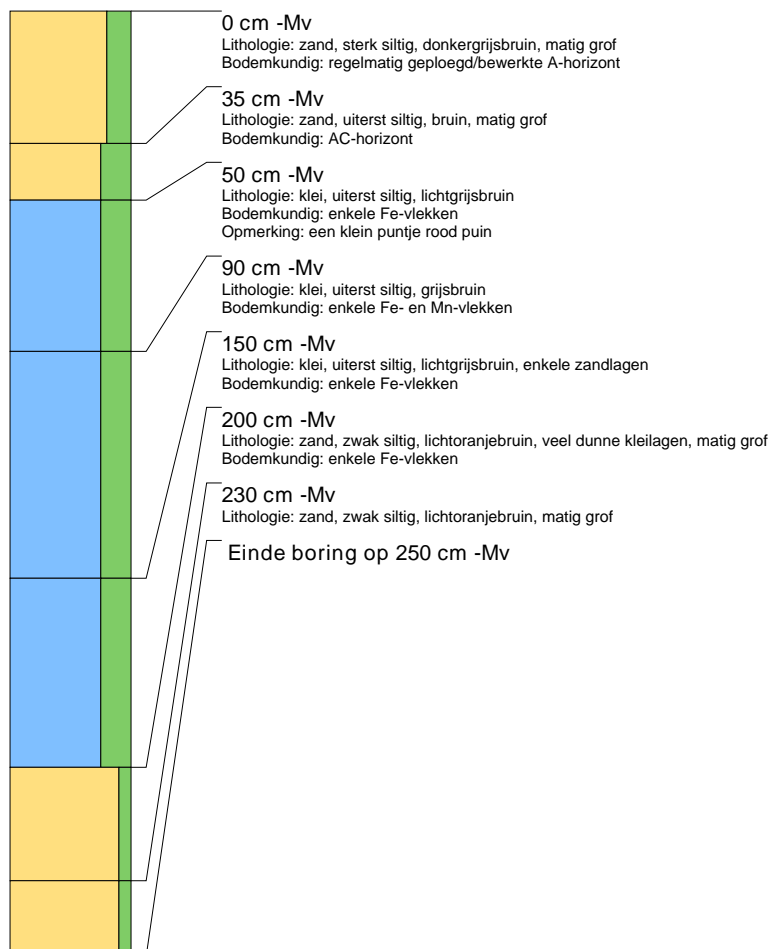 0 cm -Mv
Lithologie: zand, sterk siltig, donkergrijsbruin, matig grof
Bodemkundig: regelmatig geploegd/bewerkte A-horizont
35 cm -Mv
Lithologie: zand, uiterst siltig, bruin, matig grof
Bodemkundig: AC-horizont
50 cm -Mv
Lithologie: klei, uiterst siltig, lichtgrijsbruin
Bodemkundig: enkele Fe-vlekken
Opmerking: een klein puntje rood puin
90 cm -Mv
Lithologie: klei, uiterst siltig, grijsbruin
Bodemkundig: enkele Fe- en Mn-vlekken
150 cm -Mv
Lithologie: klei, uiterst siltig, lichtgrijsbruin, enkele zandlagen
Bodemkundig: enkele Fe-vlekken
200 cm -Mv
Lithologie: zand, zwak siltig, lichtoranjebruin, veel dunne kleilagen, matig grof
Bodemkundig: enkele Fe-vlekken
230 cm -Mv
Lithologie: zand, zwak siltig, lichtoranjebruin, matig grof
Einde boring op 250 cm -Mv